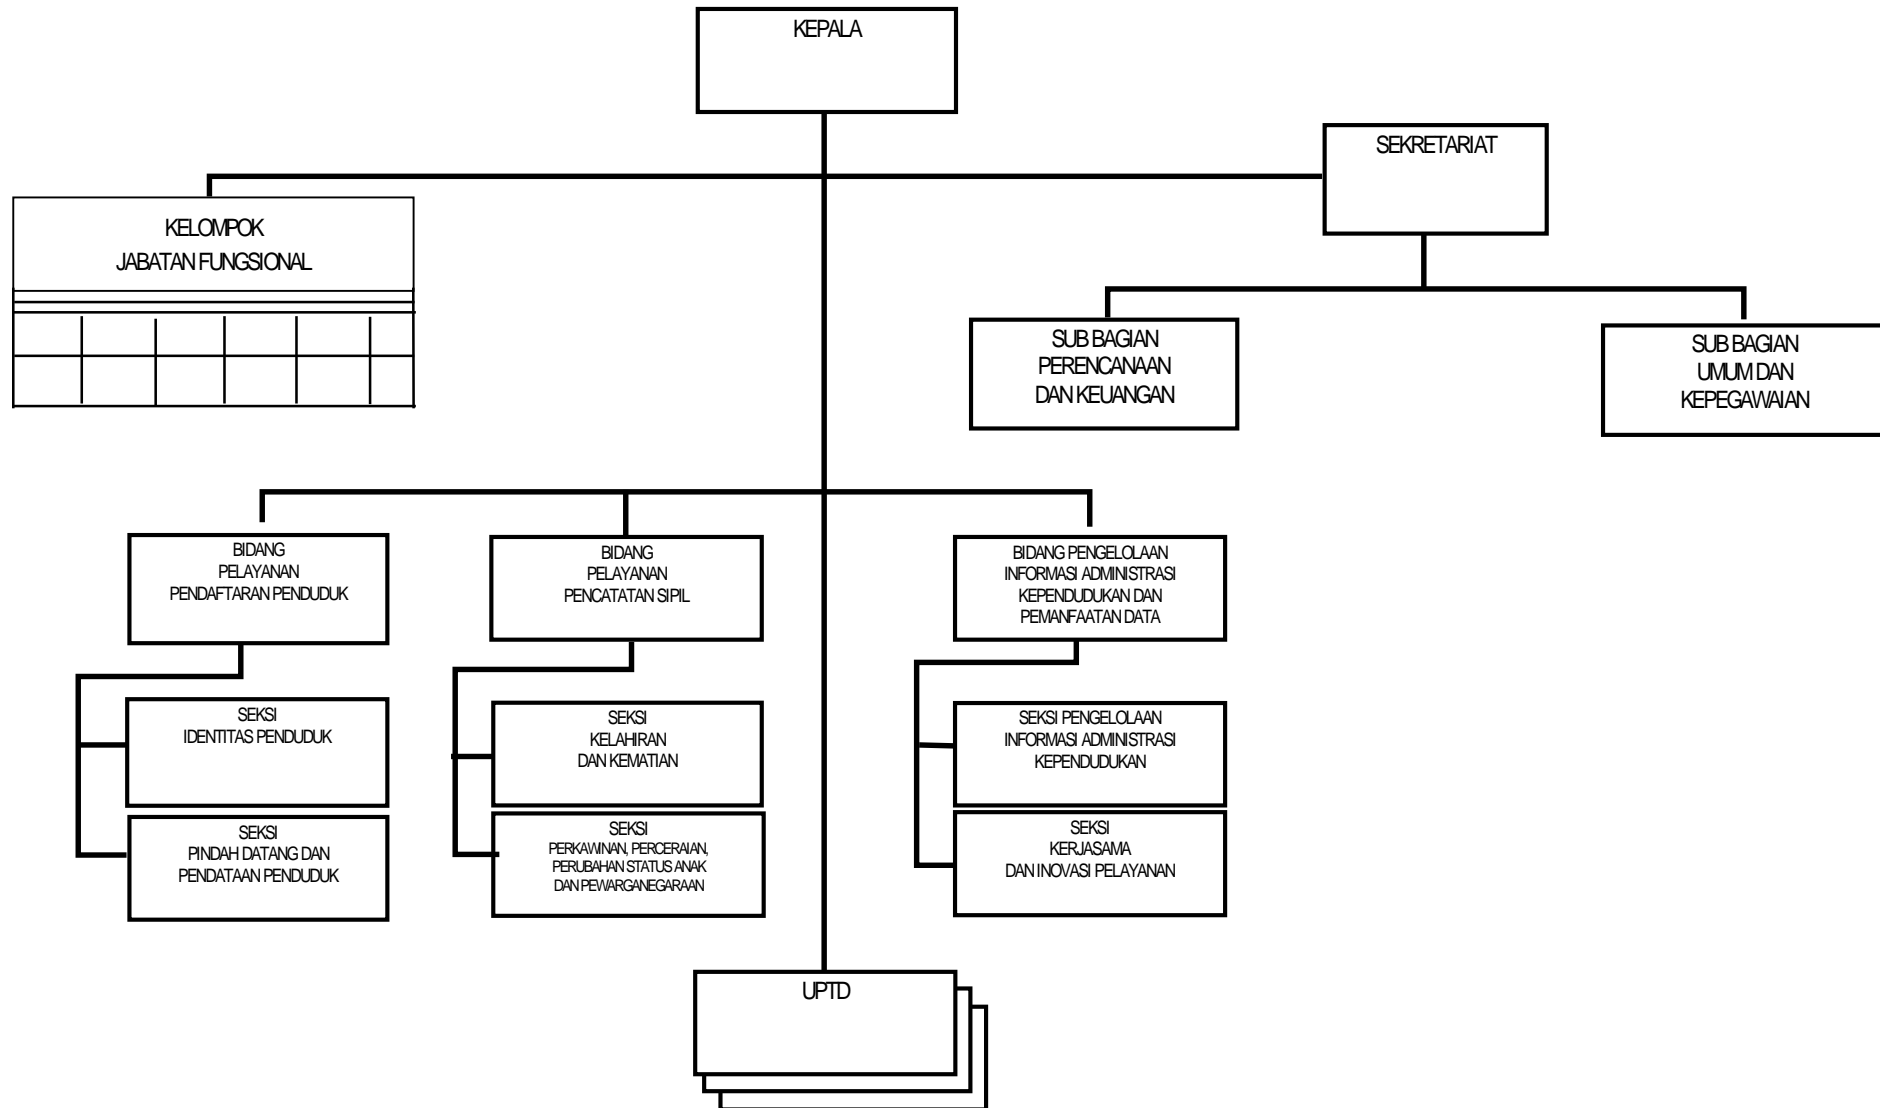 KEPALA
SEKRETARIAT
KELOMPOK
JABATAN FUNGSIONAL
SUB BAGIAN
PERENCANAAN
DAN KEUANGAN
SUB BAGIAN
UMUM DAN
KEPEGAWAIAN
BIDANG
PELAYANAN
PENDAFTARAN PENDUDUK
BIDANG
PELAYANAN
PENCATATAN SIPIL
BIDANG PENGELOLAAN
INFORMASI ADMINISTRASI
KEPENDUDUKAN DAN
PEMANFAATAN DATA
SEKSI
IDENTITAS PENDUDUK
SEKSI
KELAHIRAN
DAN KEMATIAN
SEKSI PENGELOLAAN
INFORMASI ADMINISTRASI
KEPENDUDUKAN
SEKSI
PINDAH DATANG DAN
PENDATAAN PENDUDUK
SEKSI
PERKAWINAN, PERCERAIAN,
PERUBAHAN STATUS ANAK
DAN PEWARGANEGARAAN
SEKSI
KERJASAMA
DAN INOVASI PELAYANAN
UPTD